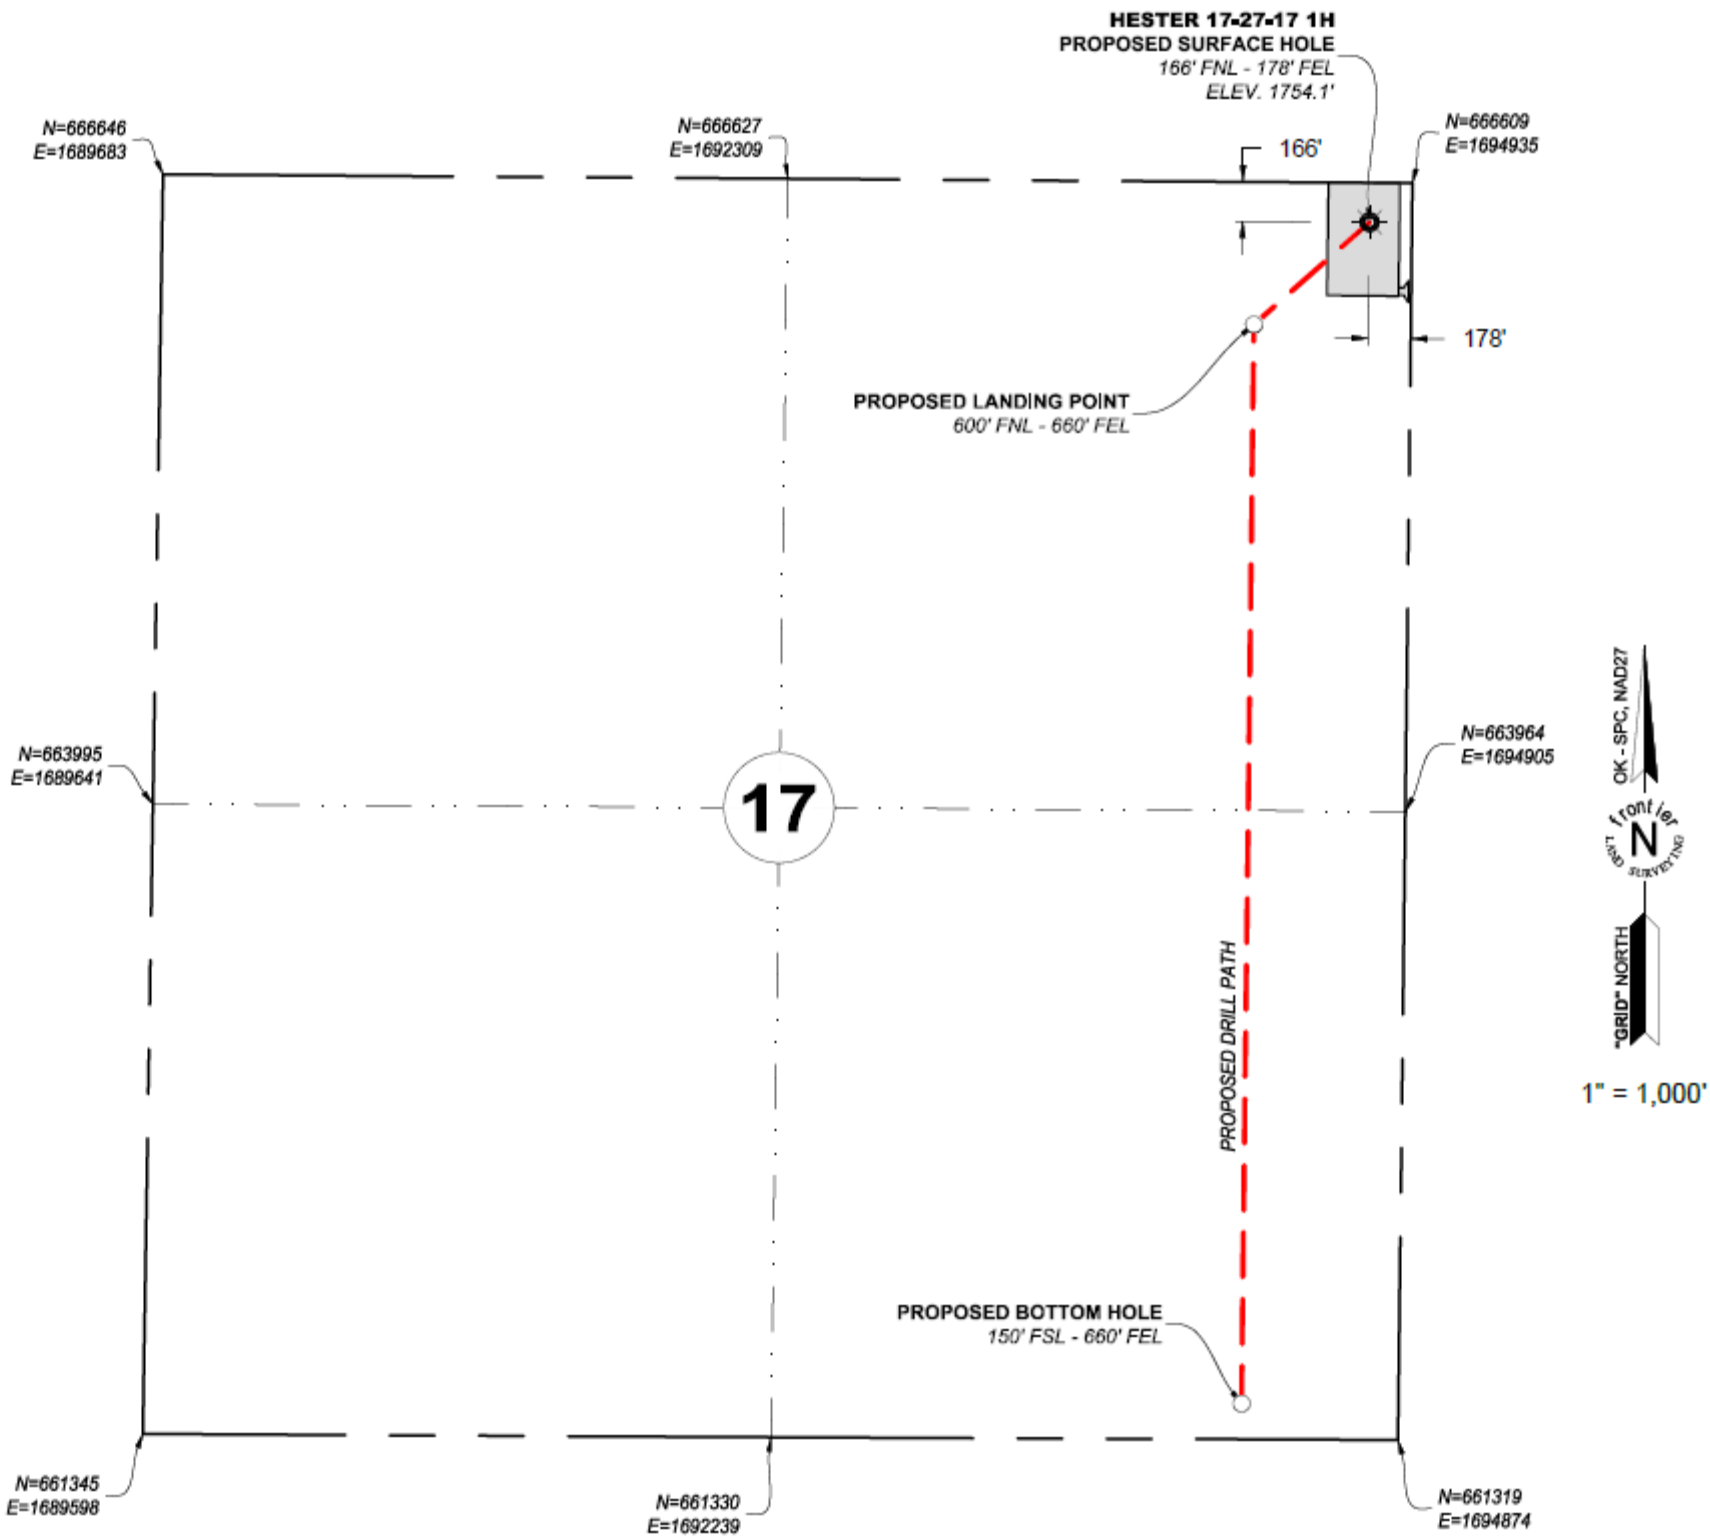 HESTER 17-27-17 1H
PROPOSED SURFACE HOLE
166' FNL - 178' FEL
ELEV. 1754.1'
N=666646
E=1689683
N=666627
E=1692309
N=666609
E=1694935
166'
178'
PROPOSED LANDING POINT
600' FNL - 660' FEL
OK - SPC, NAD27
N=663995
E=1689641
17
N=663964
E=1694905
frontier
N
LAND SURVEYING
PROPOSED DRILL PATH
"GRID" NORTH
1" = 1,000'
PROPOSED BOTTOM HOLE
150' FSL - 660' FEL
N=661345
E=1689598
N=661330
E=1692239
N=661319
E=1694874